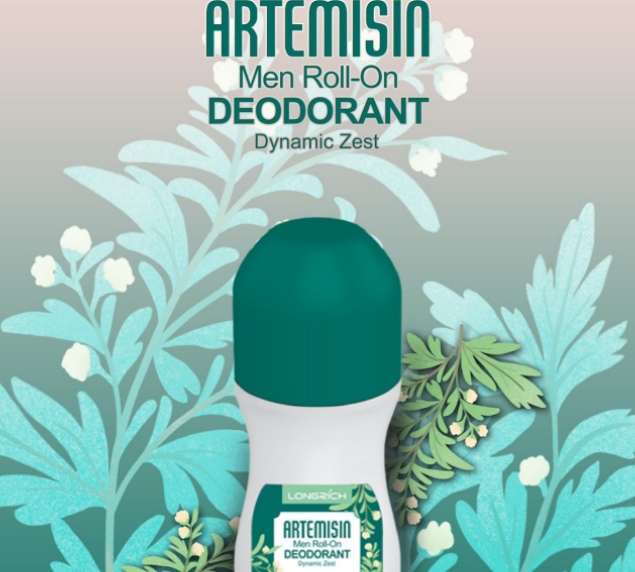 ARTEMISIN
Men Roll-On
DEODORANT
Dynamic Zest
LONGRICH
ARTEMISIN
Men Roll-On
DEODORANT
Dynamic Zest